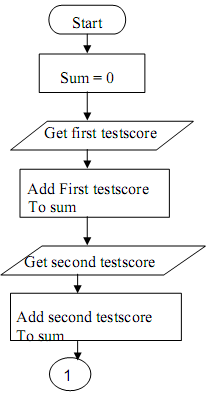 Start
Sum = 0
Get first testscore
Add First testscore
To sum
Get second testscore
Add second testscore
To sum
1